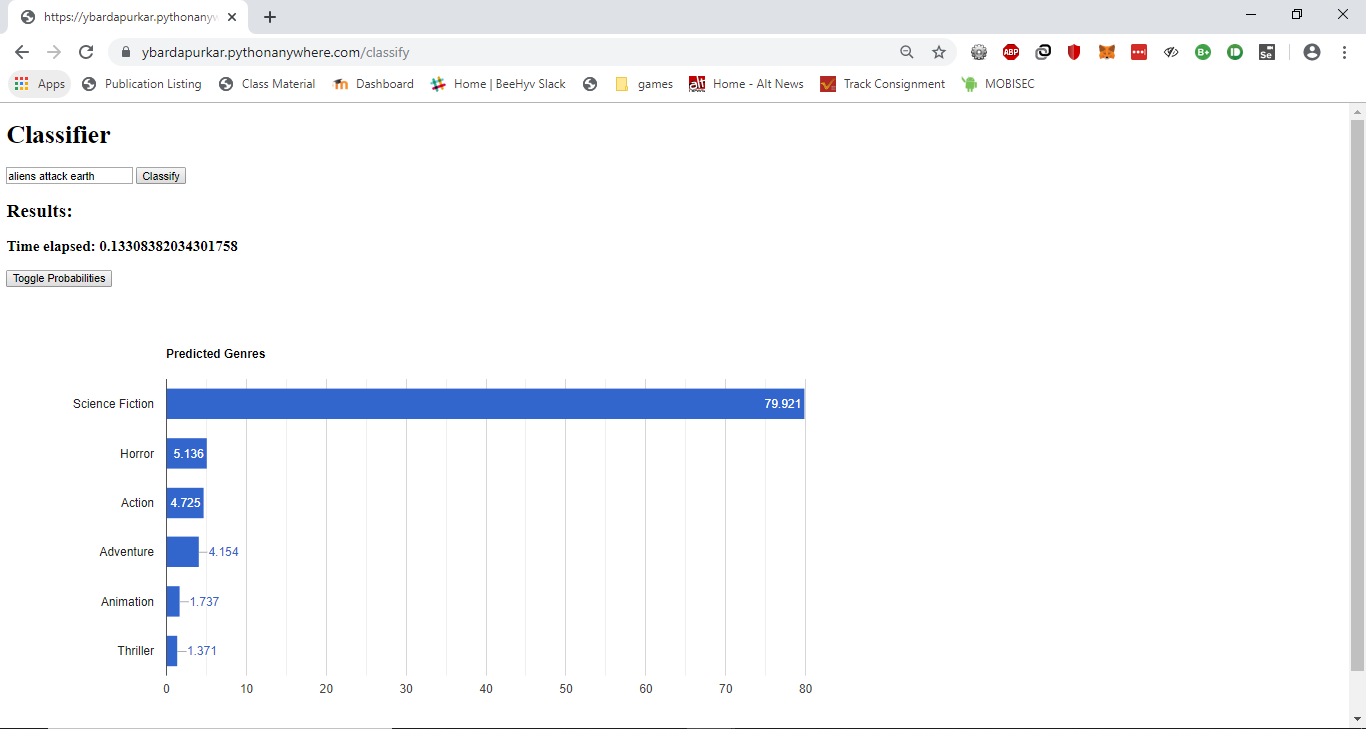 https://ybardapurkar.pythonanyw
ybardapurkar.pythonanywhere.com/classify
ABP
B+
Se
Apps
Publication Listing
Class Material
Dashboard
Home | BeeHyv Slack
games
alt
Home - Alt News
Track Consignment
MOBISEC
Classifier
aliens attack earth
Classify
Results:
Time elapsed: 0.13308382034301758
Toggle Probabilities
Predicted Genres
Science Fiction
79.921
Horror
5.136
Action
4.725
Adventure
4.154
Animation
1.737
Thriller
1.371
0 10 20 30 40 50 60 70 80